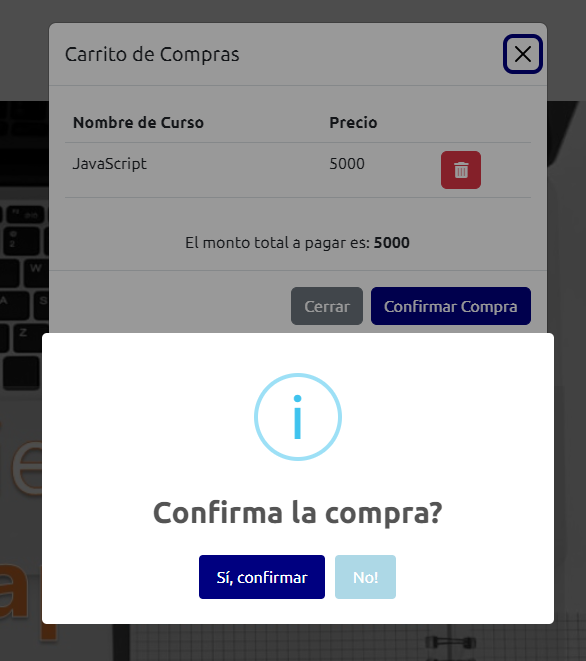 Carrito de Compras
Nombre de Curso Precio
JavaScript 5000
El monto total a pagar es: 5000
Cerrar Confirmar Compra
i
Confirma la compra?
Sí, confirmar No!